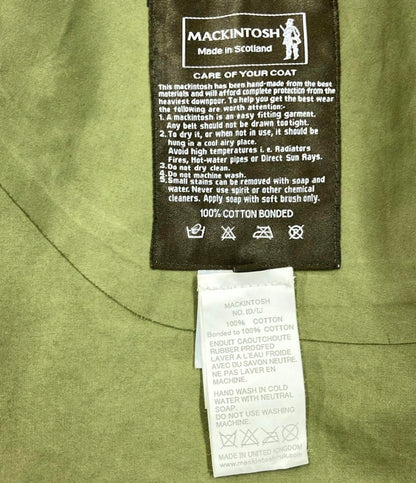 MACKINTOSH
Made in Scotland
CARE OF YOUR COAT
This mackintosh has been hand-made from the best
materials and will afford complete protection from the
heaviest downpour. To help you get the best wear
the following are worth attention:-
1. A mackintosh is an easy fitting garment.
Any belt should not be drawn too tight.
2. To dry it, or when not in use, it should be
hung in a cool airy place.
Avoid high temperatures i. e. Radiators
Fires, Hot-water pipes or Direct Sun Rays.
3. Do not dry clean.
4. Do not machine wash.
5. Small stains can be removed with soap and
water. Never use spirit or other chemical
cleaners. Apply soap with soft brush only.
100% COTTON BONDED
MACKINTOSH
100% COTTON
Bonded to 100% COTTON
ENDUIT CAOUTCHOUTE
RUBBER PROOFED
LAVER A L'EAU FROIDE
AVEC DU SAVON NEUTRE.
NE PAS LAVER EN
MACHINE.
HAND WASH IN COLD
WATER WITH NEUTRAL
SOAP.
DO NOT USE WASHING
MACHINE.
MADE IN UNITED KINGDOM